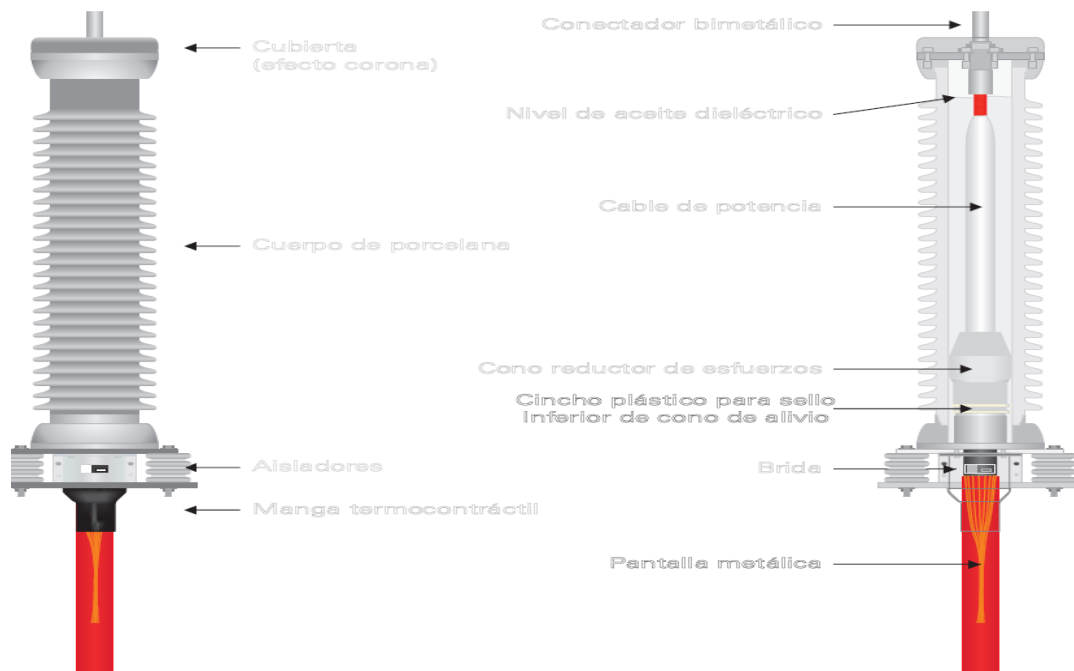 Conectador bimetálico
Cubierta
(efecto corona)
Nivel de aceite dieléctrico
Cable de potencia
Cuerpo de porcelana
Cono reductor de esfuerzos
Cincho plástico para sello
Inferior de cono de alivio
Aisladores
Brida
Manga termocontráctil
Pantalla metálica